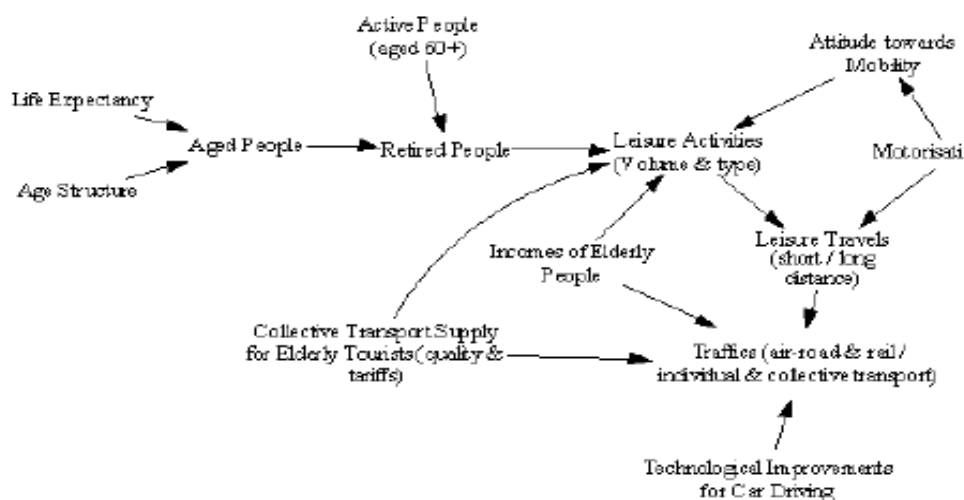 Active People
(aged 60+)
Attitude towards
Mobility
Life Expectancy
Aged People
Retired People
Leisure Activities
(Volume & type)
Motorisati
Age Structure
Leisure Travels
(short / long
distance)
Incomes of Elderly
People
Collective Transport Supply
for Elderly Tourists(quality &
tariffs)
Traffics (air-road & rail /
individual & collective transport)
Technological Improvements
for Car Driving